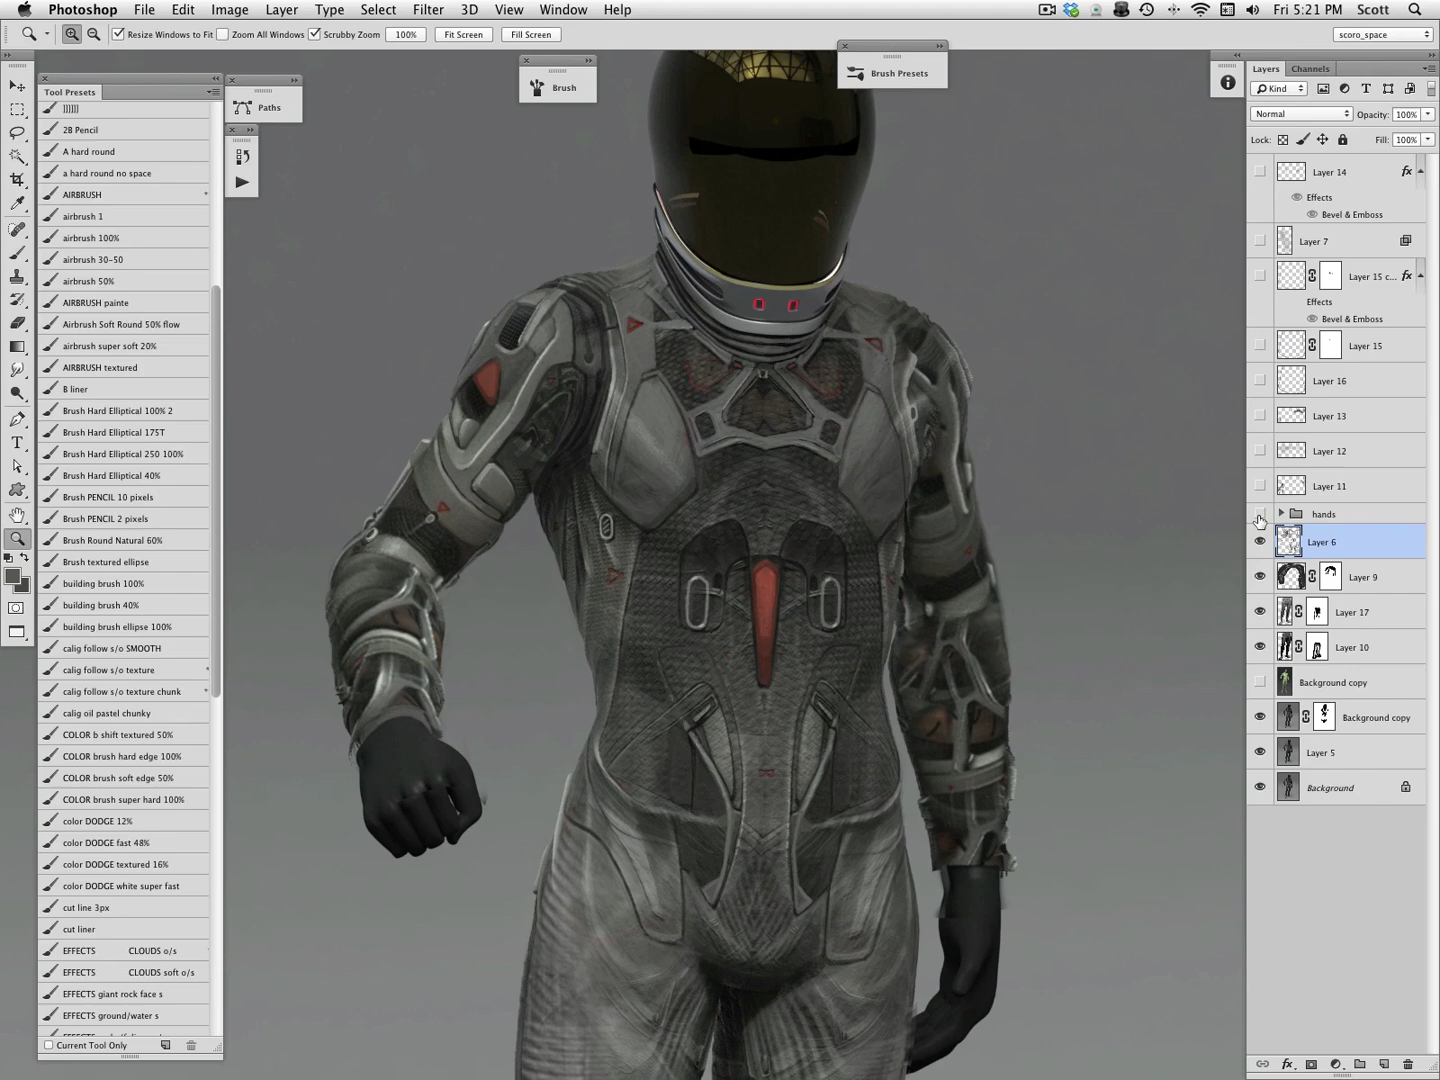 Photoshop File Edit Image Layer Type Select Filter 3D View Window Help
Fri 5:21 PM Scott
Resize Windows to Fit Zoom All Windows Scrubby Zoom 100% Fit Screen Fill Screen
scoro_space
Tool Presets
]]]]]]
2B Pencil
A hard round
a hard round no space
AIRBRUSH
airbrush 1
airbrush 100%
airbrush 30-50
airbrush 50%
AIRBRUSH painte
Airbrush Soft Round 50% flow
airbrush super soft 20%
AIRBRUSH textured
B liner
Brush Hard Elliptical 100% 2
Brush Hard Elliptical 175T
Brush Hard Elliptical 250 100%
Brush Hard Elliptical 40%
Brush PENCIL 10 pixels
Brush PENCIL 2 pixels
Brush Round Natural 60%
Brush textured ellipse
building brush 100%
building brush 40%
building brush ellipse 100%
calig follow s/o SMOOTH
calig follow s/o texture
calig follow s/o texture chunk
calig oil pastel chunky
COLOR b shift textured 50%
COLOR brush hard edge 100%
COLOR brush soft edge 50%
COLOR brush super hard 100%
color DODGE 12%
color DODGE fast 48%
color DODGE textured 16%
color DODGE white super fast
cut line 3px
cut liner
EFFECTS CLOUDS o/s
EFFECTS CLOUDS soft o/s
EFFECTS giant rock face s
EFFECTS ground/water s
Current Tool Only
Paths
Brush
Brush Presets
Layers Channels
Kind
Normal Opacity: 100%
Lock: Fill: 100%
Layer 14 fx
Effects
Bevel & Emboss
Layer 7
Layer 15 c... fx
Effects
Bevel & Emboss
Layer 15
Layer 16
Layer 13
Layer 12
Layer 11
hands
Layer 6
Layer 9
Layer 17
Layer 10
Background copy
Background copy
Layer 5
Background
fx